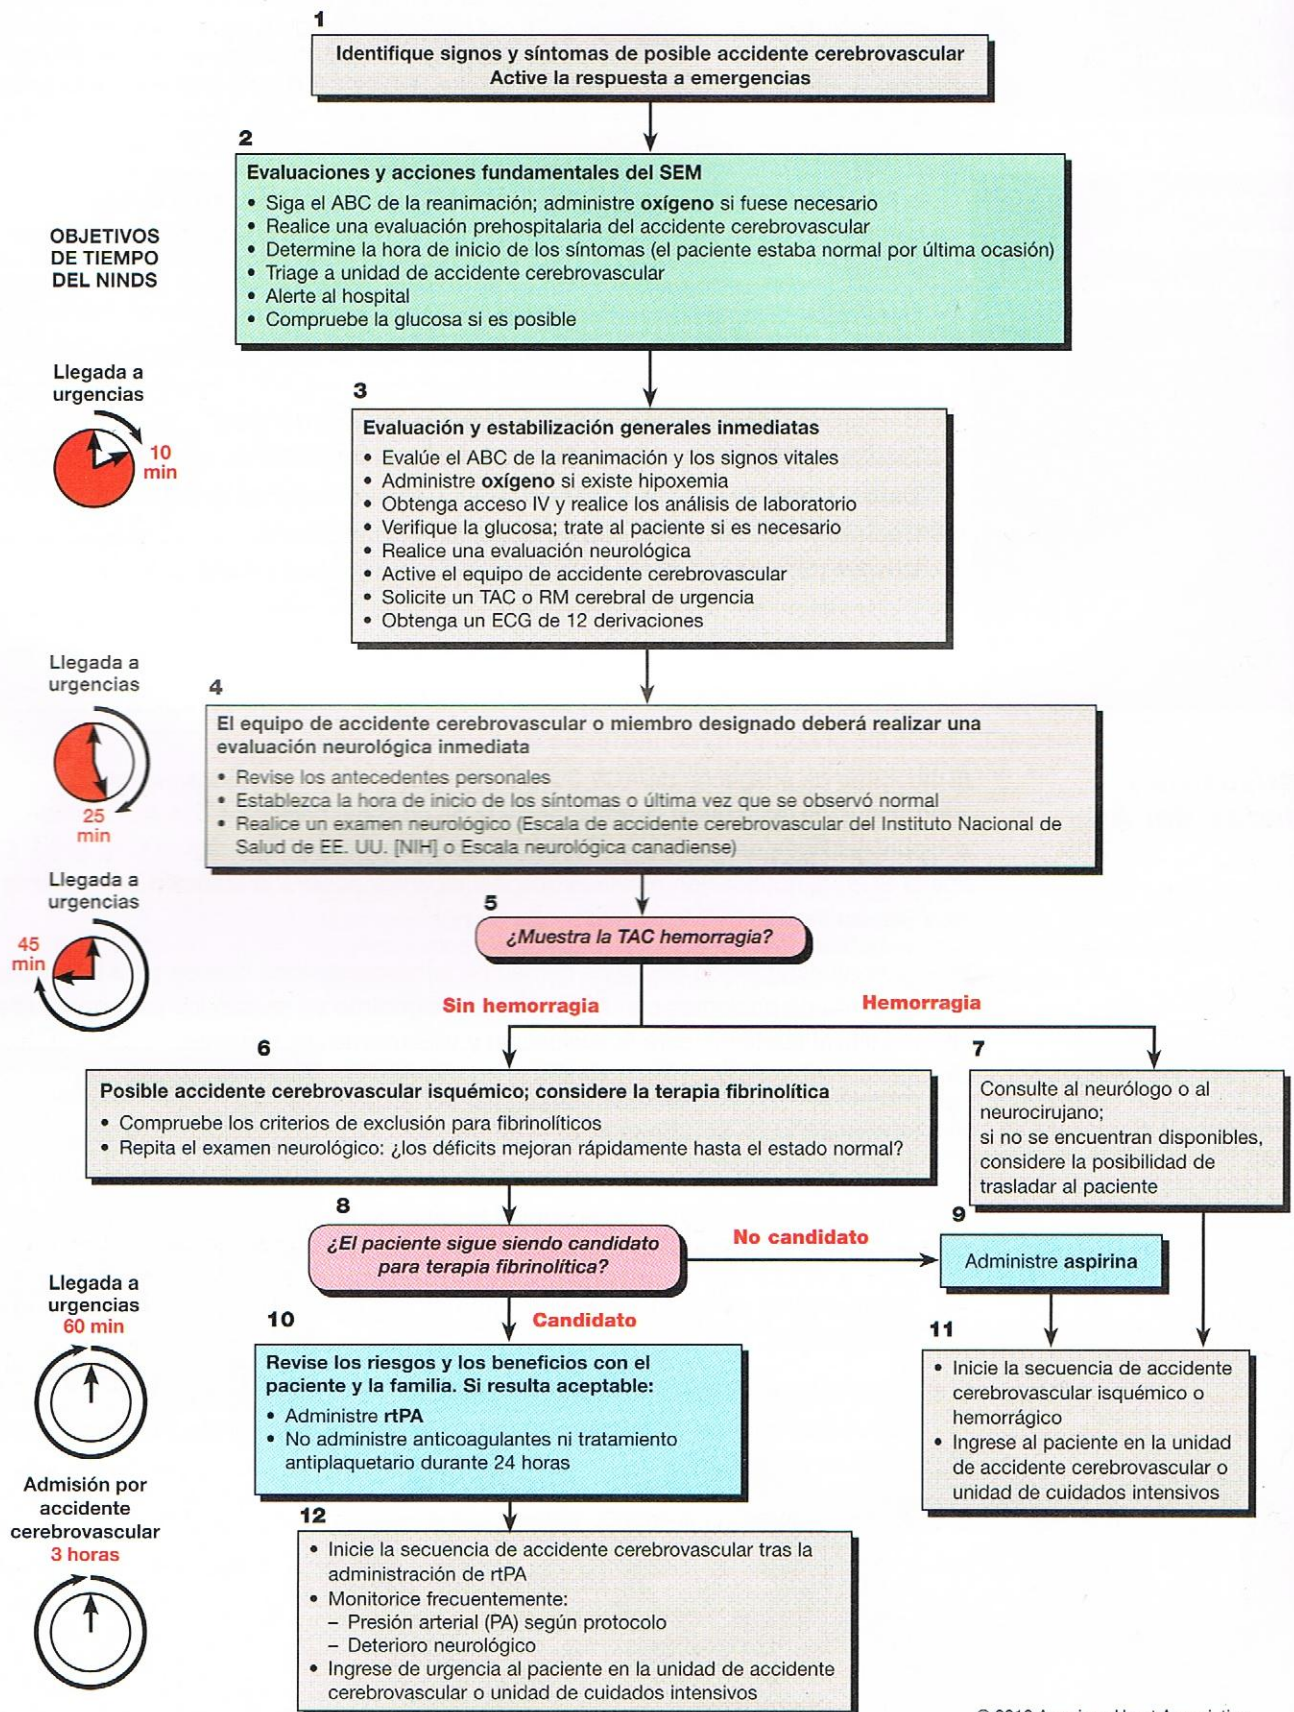 1
Identifique signos y síntomas de posible accidente cerebrovascular
Active la respuesta a emergencias
2
Evaluaciones y acciones fundamentales del SEM
• Siga el ABC de la reanimación; administre oxígeno si fuese necesario
• Realice una evaluación prehospitalaria del accidente cerebrovascular
• Determine la hora de inicio de los síntomas (el paciente estaba normal por última ocasión)
• Triage a unidad de accidente cerebrovascular
• Alerte al hospital
• Compruebe la glucosa si es posible
OBJETIVOS
DE TIEMPO
DEL NINDS
Llegada a
urgencias
10
min
3
Evaluación y estabilización generales inmediatas
• Evalúe el ABC de la reanimación y los signos vitales
• Administre oxígeno si existe hipoxemia
• Obtenga acceso IV y realice los análisis de laboratorio
• Verifique la glucosa; trate al paciente si es necesario
• Realice una evaluación neurológica
• Active el equipo de accidente cerebrovascular
• Solicite un TAC o RM cerebral de urgencia
• Obtenga un ECG de 12 derivaciones
Llegada a
urgencias
25
min
4
El equipo de accidente cerebrovascular o miembro designado deberá realizar una
evaluación neurológica inmediata
• Revise los antecedentes personales
• Establezca la hora de inicio de los síntomas o última vez que se observó normal
• Realice un examen neurológico (Escala de accidente cerebrovascular del Instituto Nacional de
Salud de EE. UU. [NIH] o Escala neurológica canadiense)
Llegada a
urgencias
45
min
5
¿Muestra la TAC hemorragia?
Sin hemorragia
Hemorragia
6
Posible accidente cerebrovascular isquémico; considere la terapia fibrinolítica
• Compruebe los criterios de exclusión para fibrinolíticos
• Repita el examen neurológico: ¿los déficits mejoran rápidamente hasta el estado normal?
7
Consulte al neurólogo o al
neurocirujano;
si no se encuentran disponibles,
considere la posibilidad de
trasladar al paciente
8
¿El paciente sigue siendo candidato
para terapia fibrinolítica?
No candidato
9
Administre aspirina
Candidato
Llegada a
urgencias
60 min
10
Revise los riesgos y los beneficios con el
paciente y la familia. Si resulta aceptable:
• Administre rtPA
• No administre anticoagulantes ni tratamiento
antiplaquetario durante 24 horas
11
• Inicie la secuencia de accidente
cerebrovascular isquémico o
hemorrágico
• Ingrese al paciente en la unidad
de accidente cerebrovascular o
unidad de cuidados intensivos
Admisión por
accidente
cerebrovascular
3 horas
12
• Inicie la secuencia de accidente cerebrovascular tras la
administración de rtPA
• Monitorice frecuentemente:
– Presión arterial (PA) según protocolo
– Deterioro neurológico
• Ingrese de urgencia al paciente en la unidad de accidente
cerebrovascular o unidad de cuidados intensivos